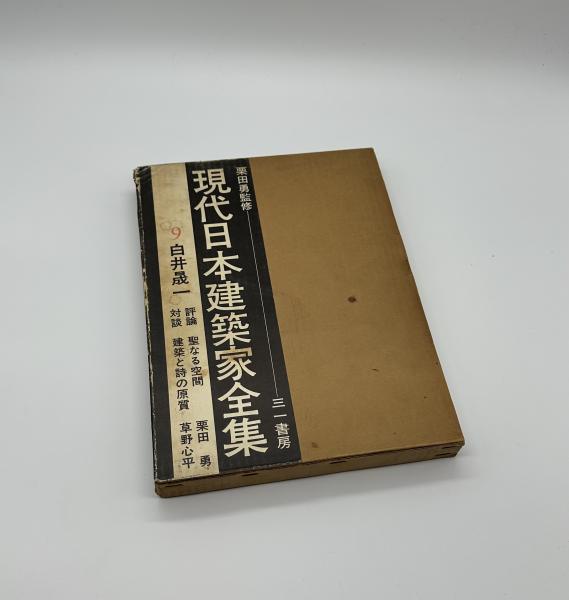 栗田勇監修
三一書房
現代日本建築家全集
9 白井晟一
評論 聖なる空間 栗田 勇
対談 建築と詩の原質 草野心平